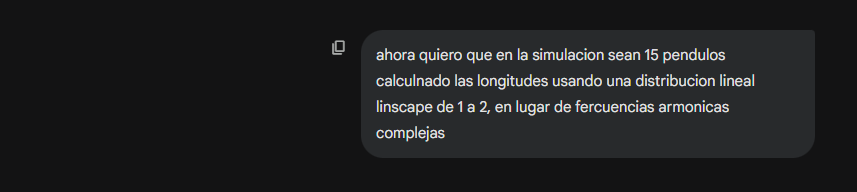 ahora quiero que en la simulacion sean 15 pendulos
calculnado las longitudes usando una distribucion lineal
linscape de 1 a 2, en lugar de fercuencias armonicas
complejas